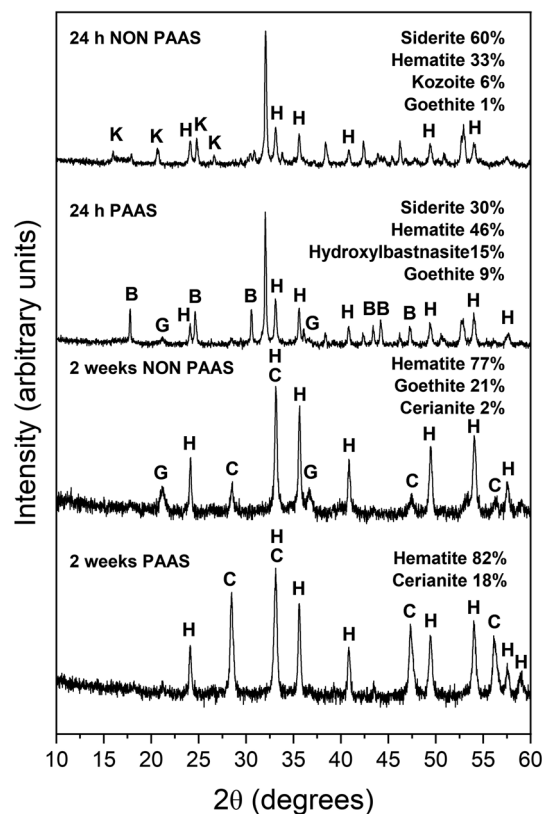 24 h NON PAAS
Siderite 60%
Hematite 33%
Kozoite 6%
Goethite 1%
K K H K K H H H H H
24 h PAAS
Siderite 30%
Hematite 46%
Hydroxylbastnasite15%
Goethite 9%
B G H B B H H G H B B B H H H
2 weeks NON PAAS
Hematite 77%
Goethite 21%
Cerianite 2%
G H C H C H G H C H H C H
2 weeks PAAS
Hematite 82%
Cerianite 18%
H C H C H H C H H C H H
10 15 20 25 30 35 40 45 50 55 60
2θ (degrees)
Intensity (arbitrary units)